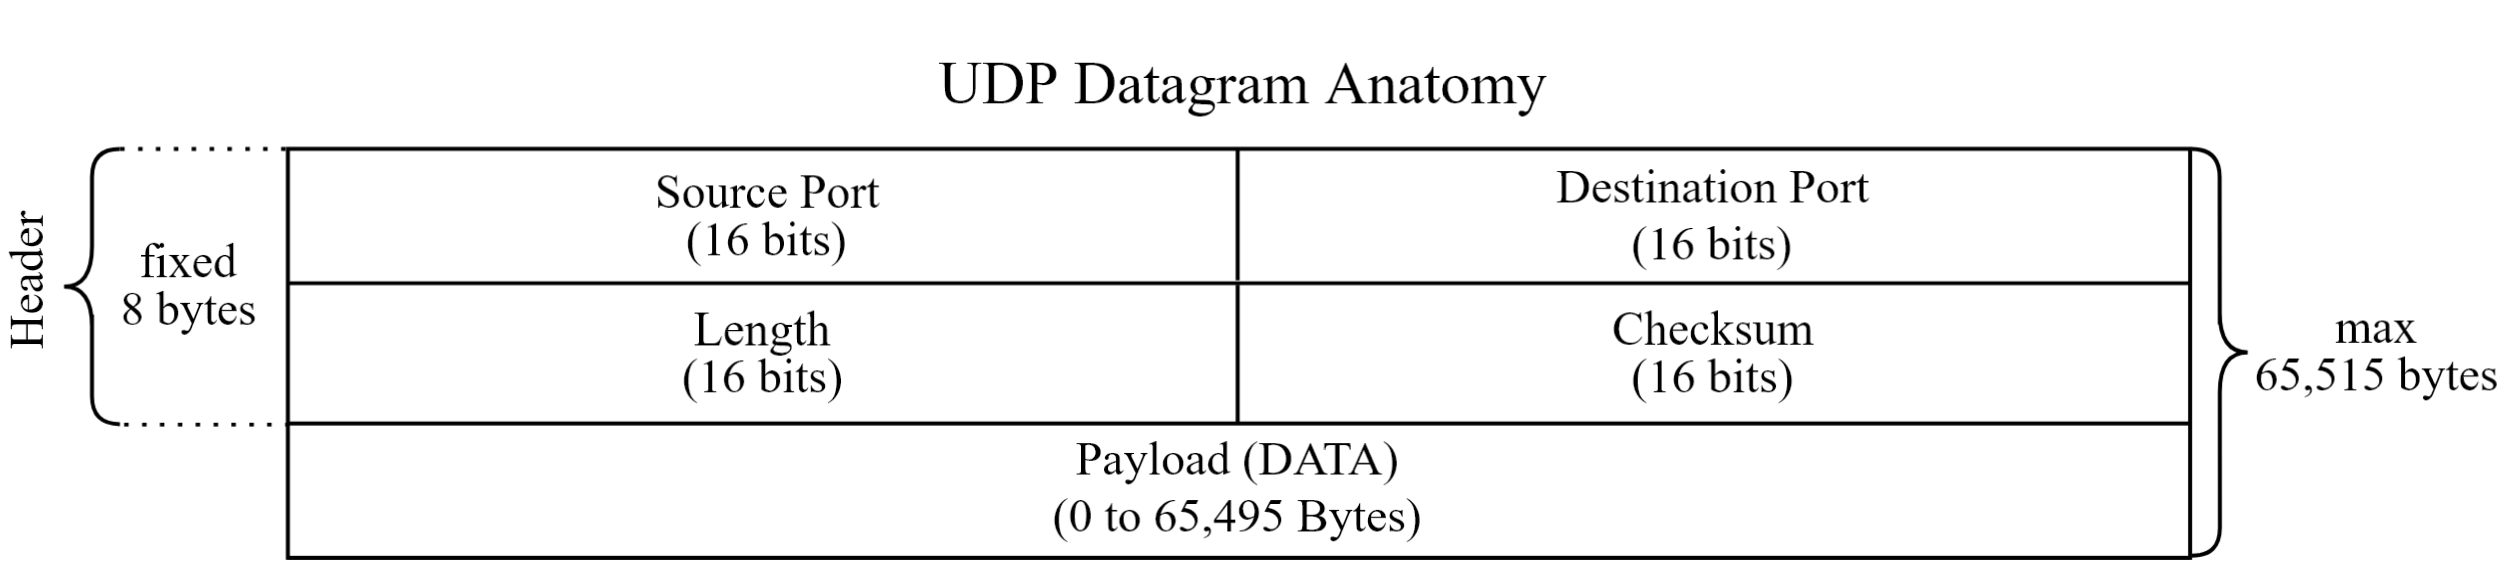 UDP Datagram Anatomy
Header
fixed
8 bytes
Source Port
(16 bits)
Destination Port
(16 bits)
Length
(16 bits)
Checksum
(16 bits)
Payload (DATA)
(0 to 65,495 Bytes)
max
65,515 bytes